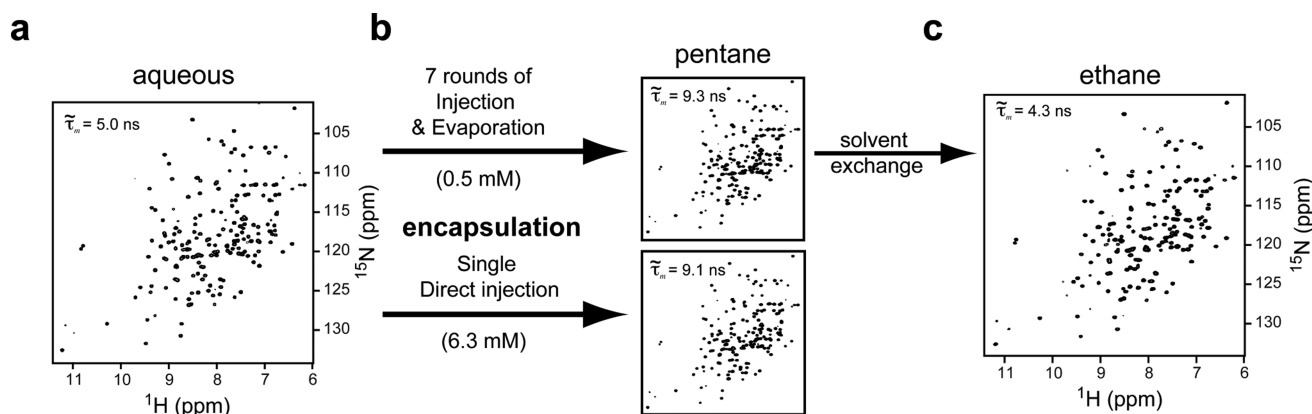 a
aqueous
τ̃m = 5.0 ns
105
110
115
120
125
130
15N (ppm)
11
10
9
8
7
6
1H (ppm)
b
7 rounds of
Injection
& Evaporation
(0.5 mM)
encapsulation
Single
Direct injection
(6.3 mM)
pentane
τ̃m = 9.3 ns
τ̃m = 9.1 ns
solvent
exchange
c
ethane
τ̃m = 4.3 ns
105
110
115
120
125
130
15N (ppm)
11
10
9
8
7
6
1H (ppm)